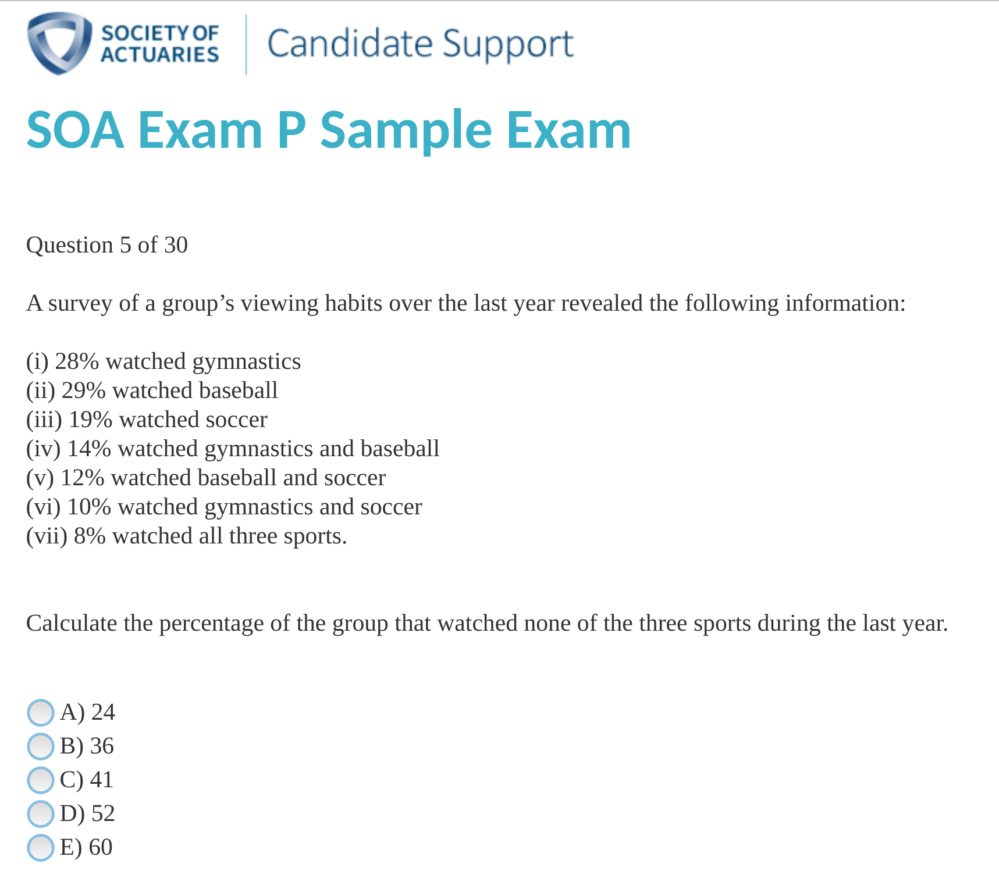 SOCIETY OF
ACTUARIES
Candidate Support
SOA Exam P Sample Exam
Question 5 of 30
A survey of a group’s viewing habits over the last year revealed the following information:
(i) 28% watched gymnastics
(ii) 29% watched baseball
(iii) 19% watched soccer
(iv) 14% watched gymnastics and baseball
(v) 12% watched baseball and soccer
(vi) 10% watched gymnastics and soccer
(vii) 8% watched all three sports.
Calculate the percentage of the group that watched none of the three sports during the last year.
A) 24
B) 36
C) 41
D) 52
E) 60